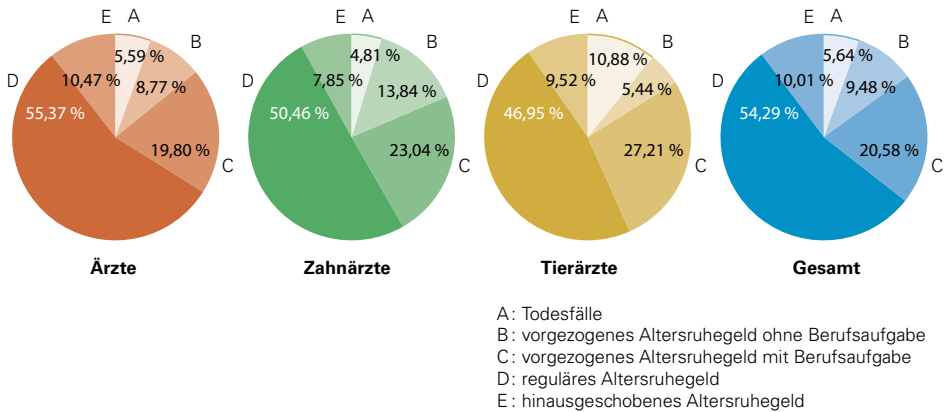 E A
B
D
C
5,59 %
10,47 %
8,77 %
55,37 %
19,80 %
Ärzte
E A
B
D
C
4,81 %
7,85 %
13,84 %
50,46 %
23,04 %
Zahnärzte
E A
B
D
C
10,88 %
9,52 %
5,44 %
46,95 %
27,21 %
Tierärzte
E A
B
D
C
5,64 %
10,01 %
9,48 %
54,29 %
20,58 %
Gesamt
A: Todesfälle
B: vorgezogenes Altersruhegeld ohne Berufsaufgabe
C: vorgezogenes Altersruhegeld mit Berufsaufgabe
D: reguläres Altersruhegeld
E: hinausgeschobenes Altersruhegeld